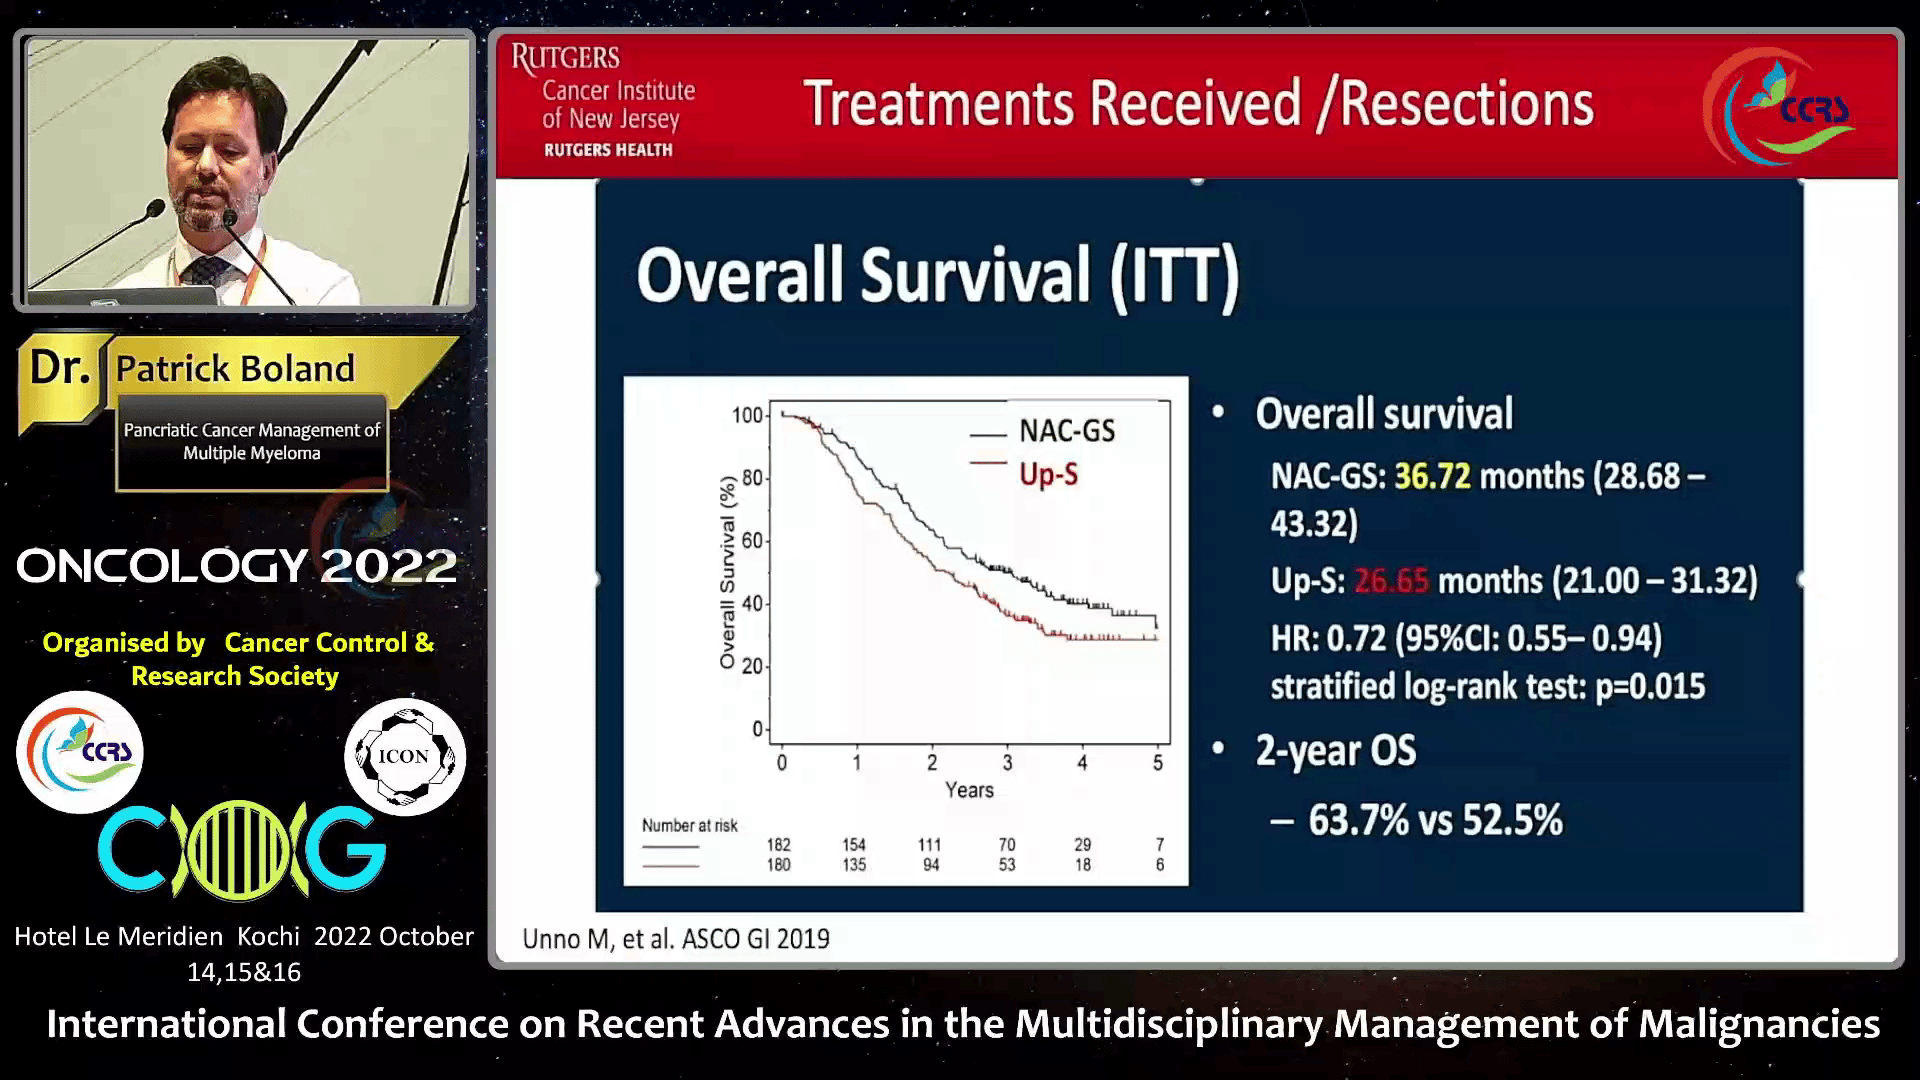 RUTGERS
Cancer Institute
of New Jersey
RUTGERS HEALTH
Treatments Received /Resections
CCRS
Dr. Patrick Boland
Pancriatic Cancer Management of
Multiple Myeloma
ONCOLOGY 2022
Organised by Cancer Control &
Research Society
CCRS
ICON
C G
Hotel Le Meridien Kochi 2022 October
14,15&16
Overall Survival (ITT)
Overall Survival (%)
100
80
60
40
20
0
NAC-GS
Up-S
0 1 2 3 4 5
Years
Number at risk
182 154 111 70 29 7
180 135 94 53 18 6
• Overall survival
NAC-GS: 36.72 months (28.68 –
43.32)
Up-S: 26.65 months (21.00 – 31.32)
HR: 0.72 (95%CI: 0.55– 0.94)
stratified log-rank test: p=0.015
• 2-year OS
– 63.7% vs 52.5%
Unno M, et al. ASCO GI 2019
International Conference on Recent Advances in the Multidisciplinary Management of Malignancies